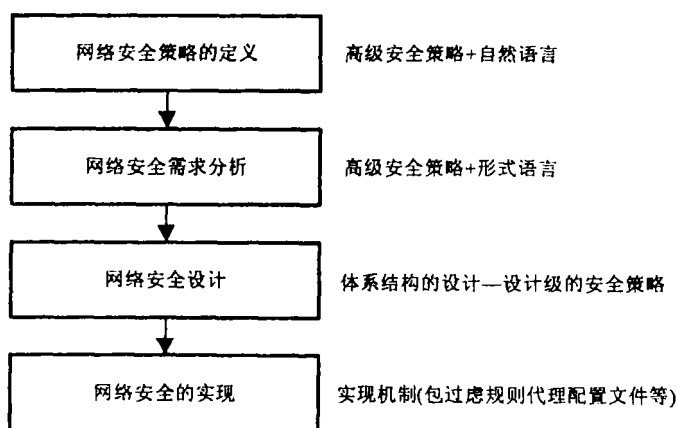 网络安全策略的定义 高级安全策略+自然语言
网络安全需求分析 高级安全策略+形式语言
网络安全设计 体系结构的设计—设计级的安全策略
网络安全的实现 实现机制(包过虑规则代理配置文件等)